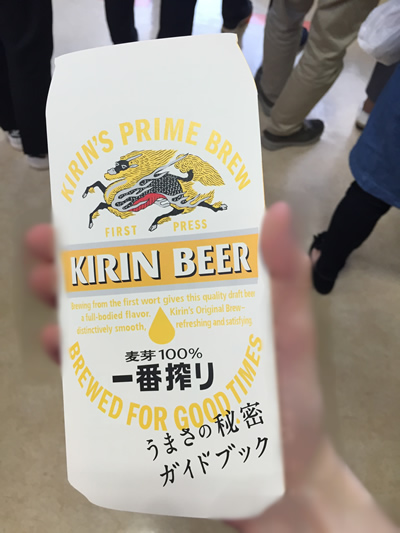 KIRIN'S PRIME BREW
FIRST PRESS
KIRIN BEER
Brewing from the first wort gives this quality draft beer
a full-bodied flavor. Kirin's Original Brew–
distinctively smooth, refreshing and satisfying
麦芽100%
一番搾り
BREWED FOR GOOD TIMES
うまさの秘密
ガイドブック